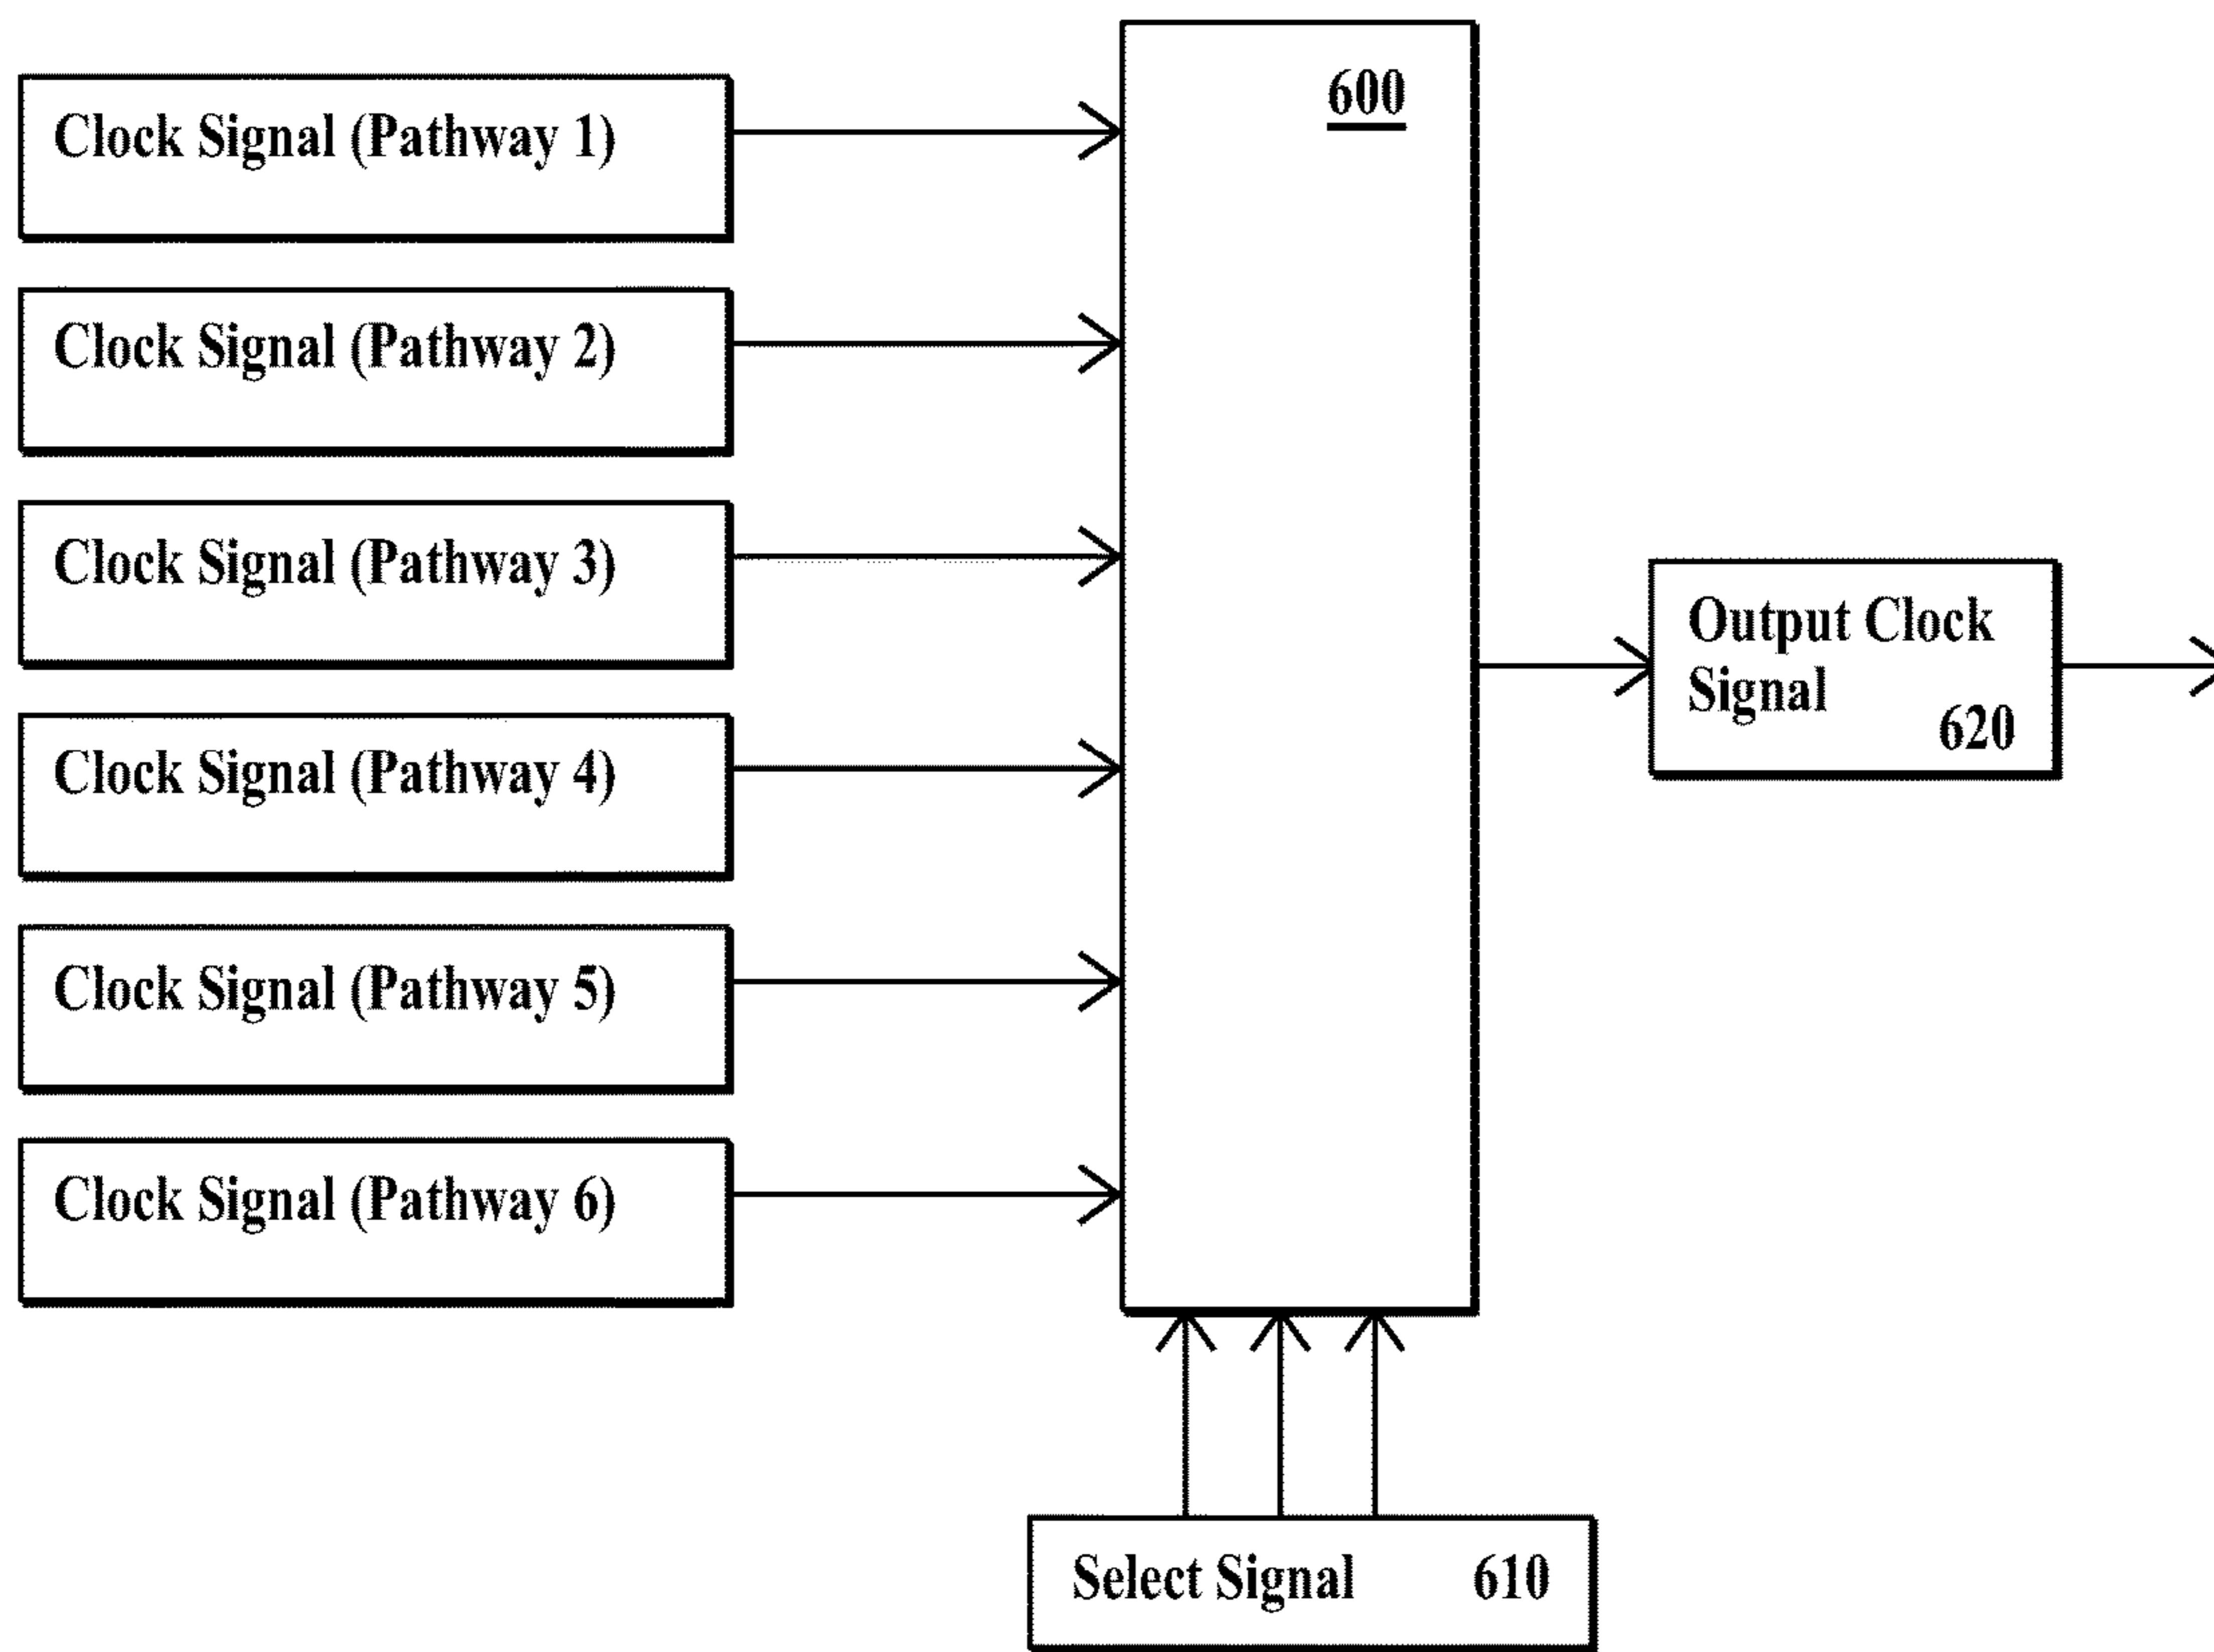 600
Clock Signal (Pathway 1)
Clock Signal (Pathway 2)
Clock Signal (Pathway 3)
Clock Signal (Pathway 4)
Clock Signal (Pathway 5)
Clock Signal (Pathway 6)
Output Clock
Signal
620
Select Signal 610